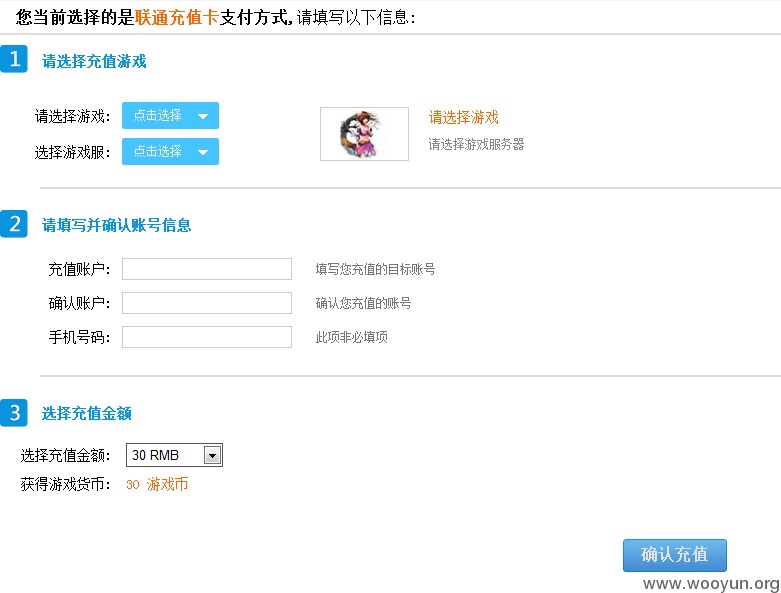 您当前选择的是联通充值卡支付方式,请填写以下信息:
1 请选择充值游戏
请选择游戏: 点击选择 请选择游戏
选择游戏服: 点击选择 请选择游戏服务器
2 请填写并确认账号信息
充值账户: 填写您充值的目标账号
确认账户: 确认您充值的账号
手机号码: 此项非必填项
3 选择充值金额
选择充值金额: 30 RMB
获得游戏货币: 30 游戏币
确认充值
www.wooyun.org